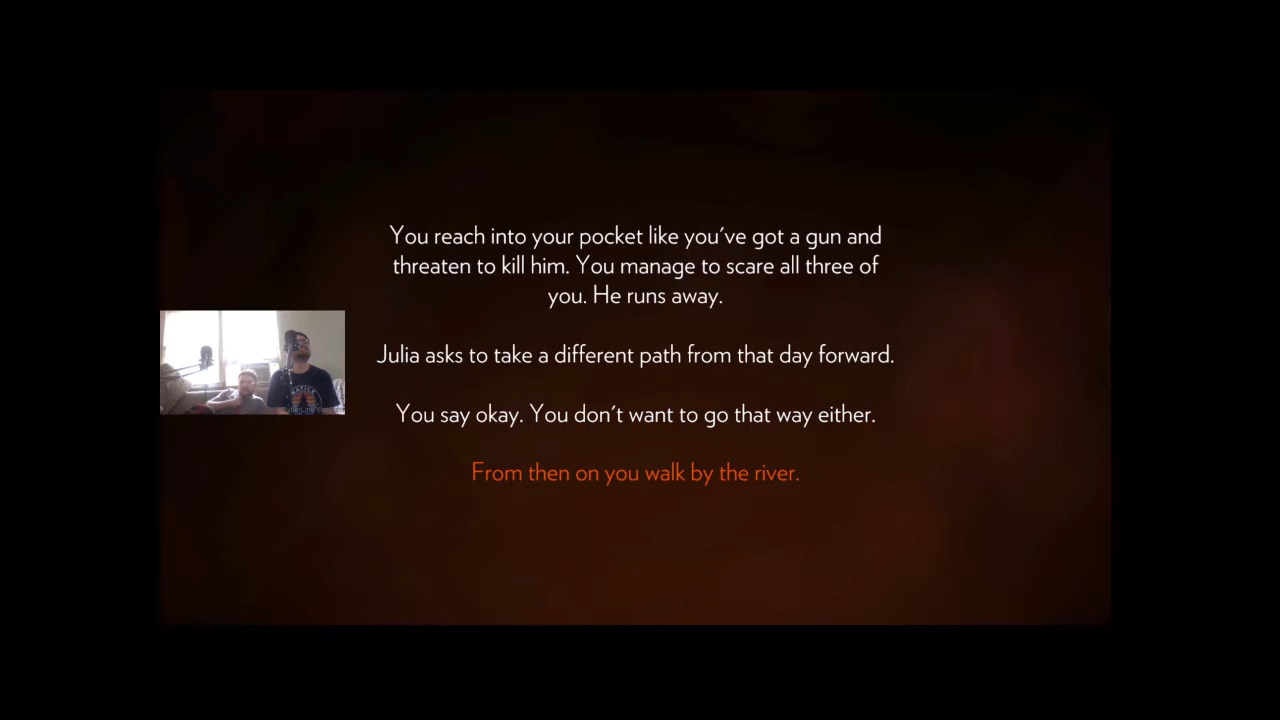 You reach into your pocket like you've got a gun and
threaten to kill him. You manage to scare all three of
you. He runs away.
Julia asks to take a different path from that day forward.
You say okay. You don't want to go that way either.
From then on you walk by the river.